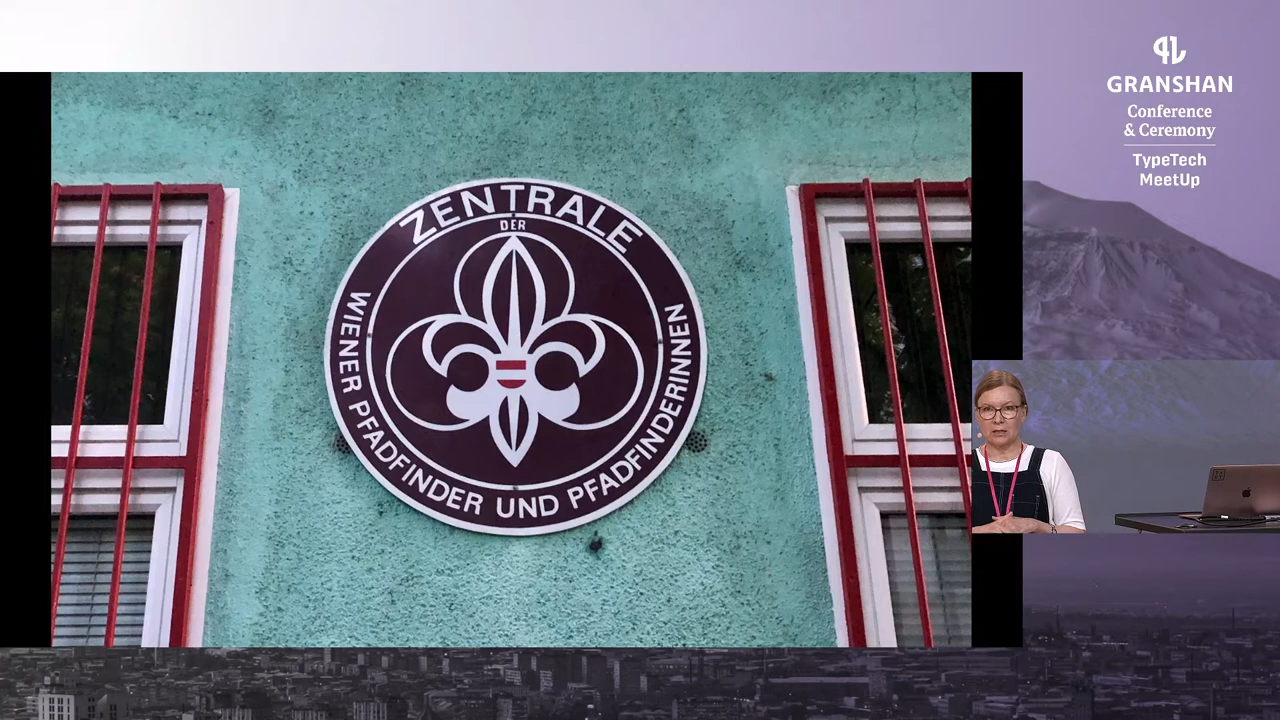 ZENTRALE
DER
WIENER PFADFINDER UND PFADFINDERINNEN
GRANSHAN
Conference
& Ceremony
TypeTech
MeetUp